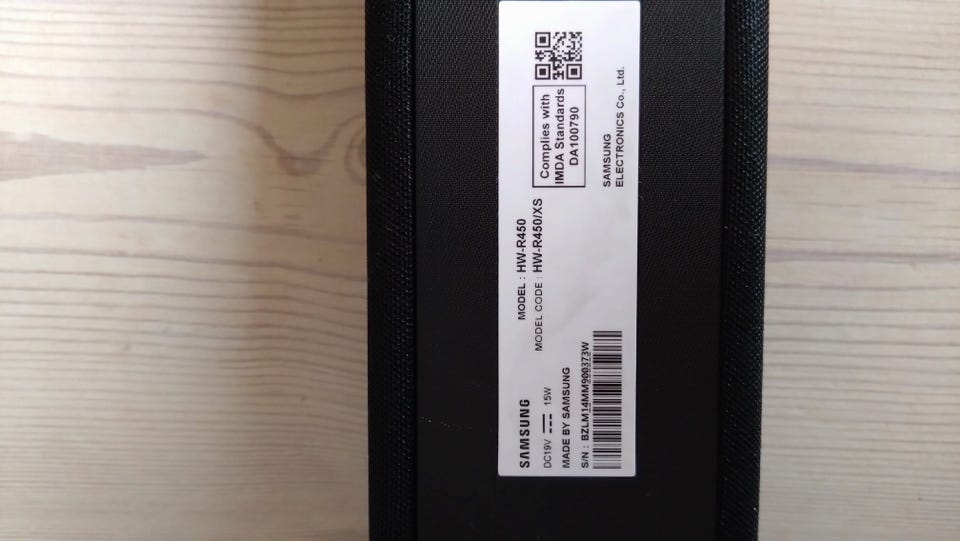 SAMSUNG
MODEL : HW-R450
DC19V 15W
MODEL CODE : HW-R450/XS
MADE BY SAMSUNG
S/N : BZLM14MM900373W
Complies with
IMDA Standards
DA100790
SAMSUNG
ELECTRONICS Co., Ltd.